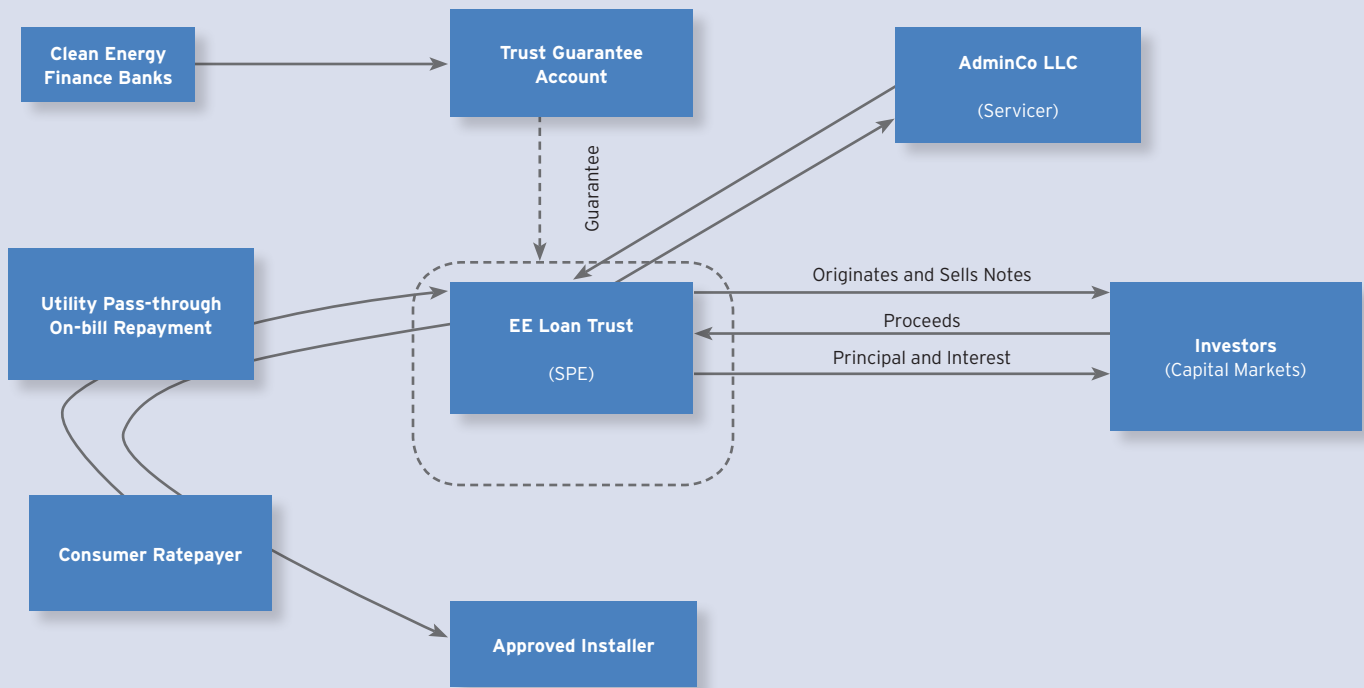 Clean Energy
Finance Banks
Trust Guarantee
Account
AdminCo LLC
(Servicer)
Guarantee
Utility Pass-through
On-bill Repayment
EE Loan Trust
(SPE)
Originates and Sells Notes
Proceeds
Principal and Interest
Investors
(Capital Markets)
Consumer Ratepayer
Approved Installer